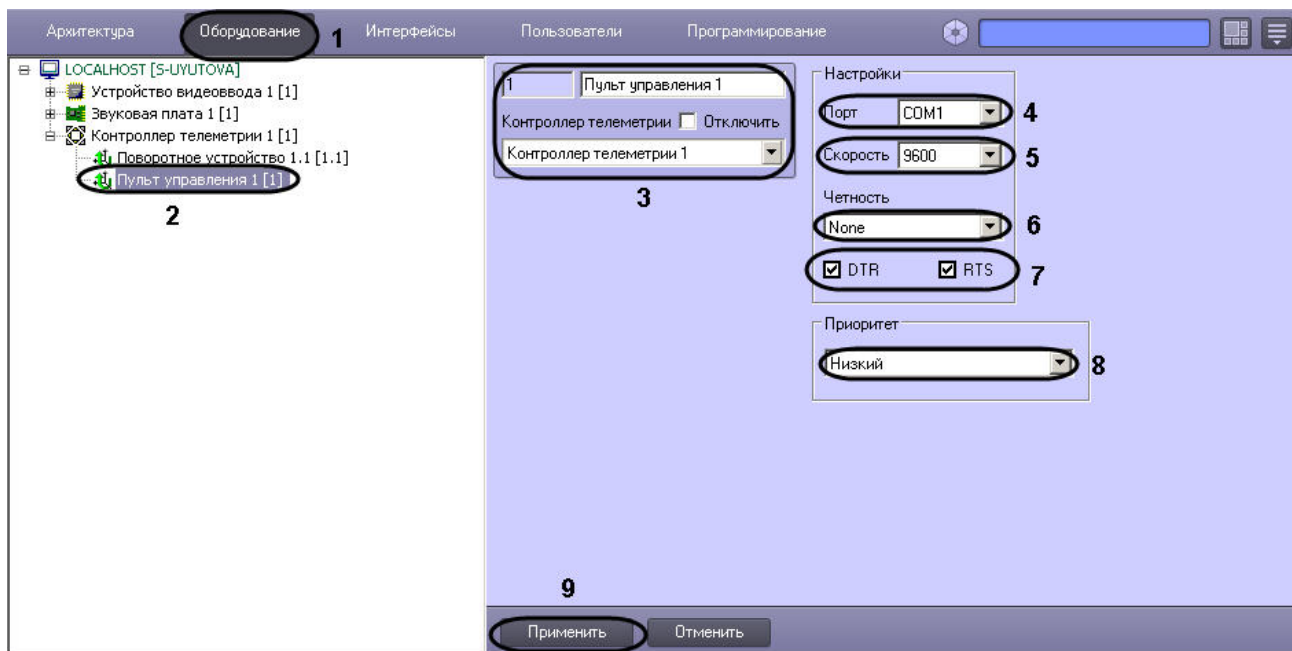 Архитектура Оборудование 1 Интерфейсы Пользователи Программирование
LOCALHOST [S-UYUTOVA]
Устройство видеоввода 1 [1]
Звуковая плата 1 [1]
Контроллер телеметрии 1 [1]
Поворотное устройство 1.1 [1.1]
Пульт управления 1 [1]
2
1 Пульт управления 1
Контроллер телеметрии Отключить
Контроллер телеметрии 1
3
Настройки
Порт COM1 4
Скорость 9600 5
Четность
None 6
DTR RTS 7
Приоритет
Низкий 8
9
Применить Отменить